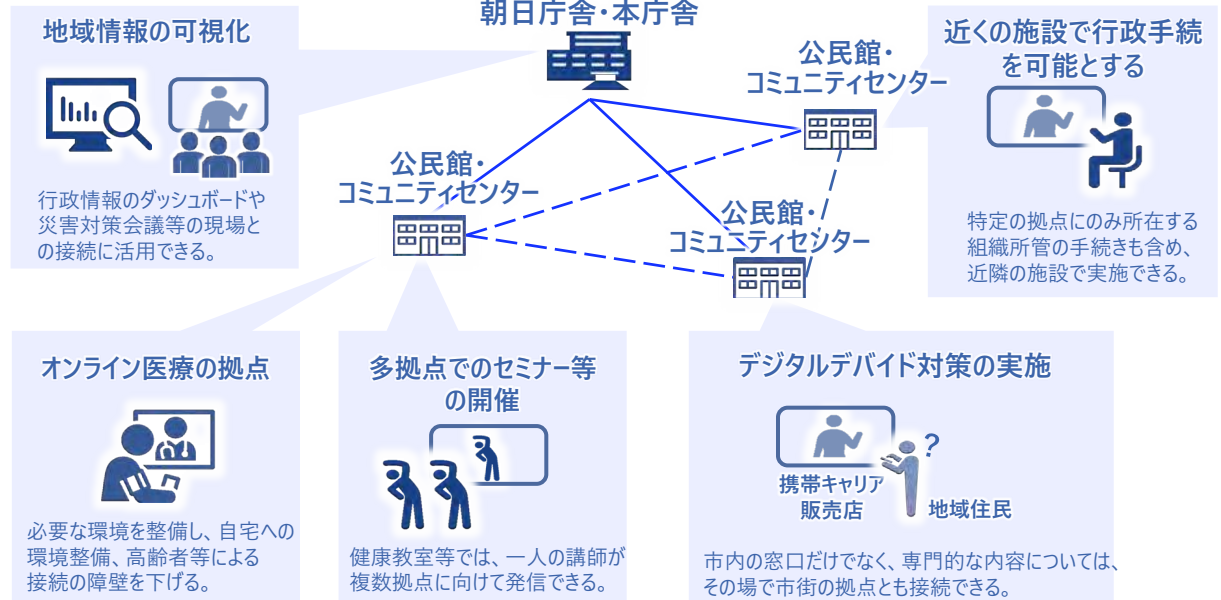 朝日庁舎・本庁舎
地域情報の可視化
行政情報のダッシュボードや
災害対策会議等の現場と
の接続に活用できる。
公民館・
コミュニティセンター
公民館・
コミュニティセンター
公民館・
コミュニティセンター
近くの施設で行政手続
を可能とする
特定の拠点にのみ所在する
組織所管の手続きも含め、
近隣の施設で実施できる。
オンライン医療の拠点
必要な環境を整備し、自宅への
環境整備、高齢者等による
接続の障壁を下げる。
多拠点でのセミナー等
の開催
健康教室等では、一人の講師が
複数拠点に向けて発信できる。
デジタルデバイド対策の実施
?
携帯キャリア
販売店
地域住民
市内の窓口だけでなく、専門的な内容については、
その場で市街の拠点とも接続できる。